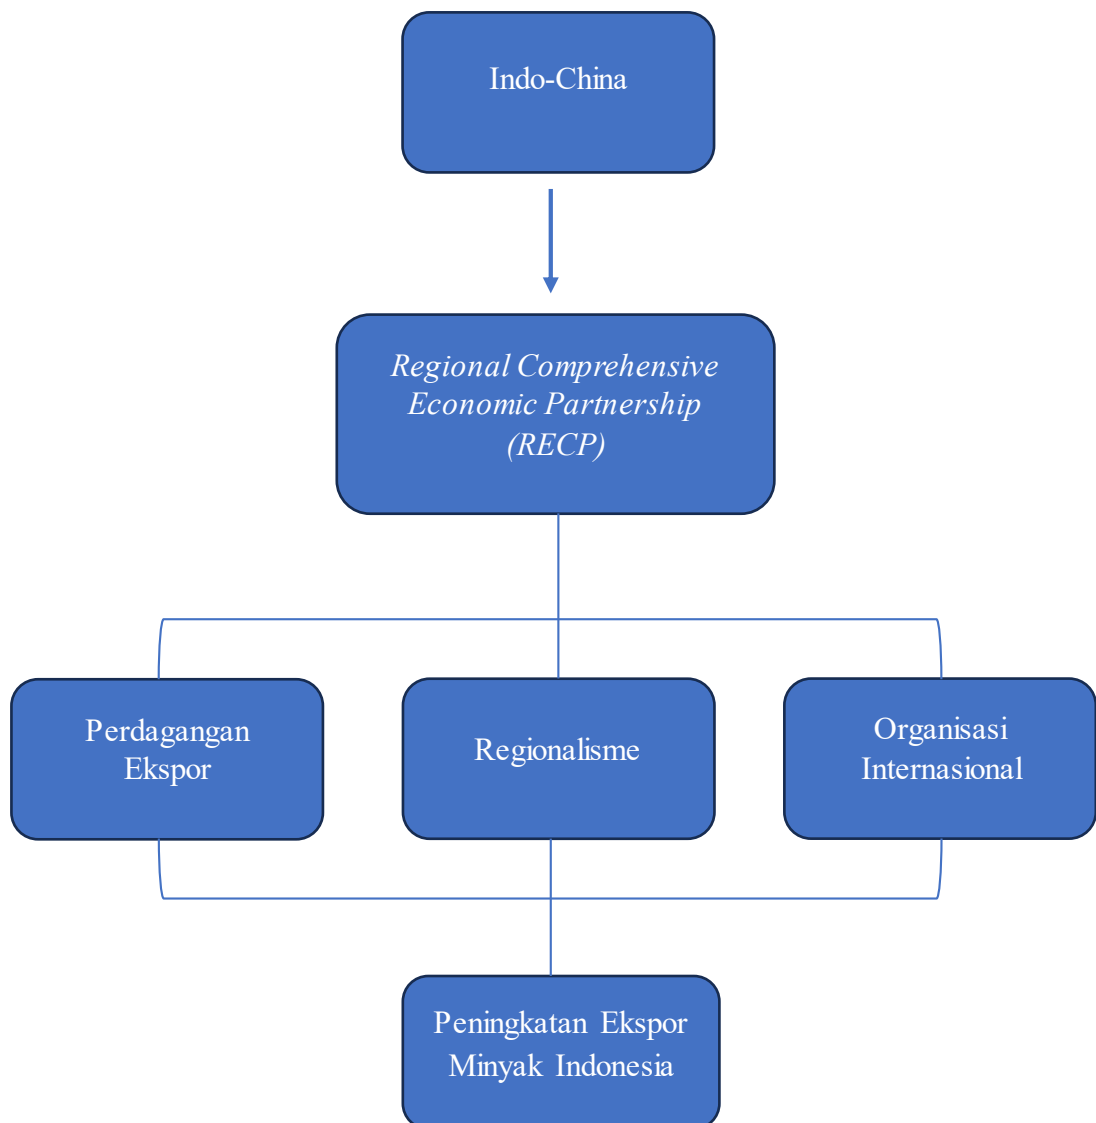 Indo-China
Regional Comprehensive
Economic Partnership
(RECP)
Perdagangan
Ekspor
Regionalisme
Organisasi
Internasional
Peningkatan Ekspor
Minyak Indonesia